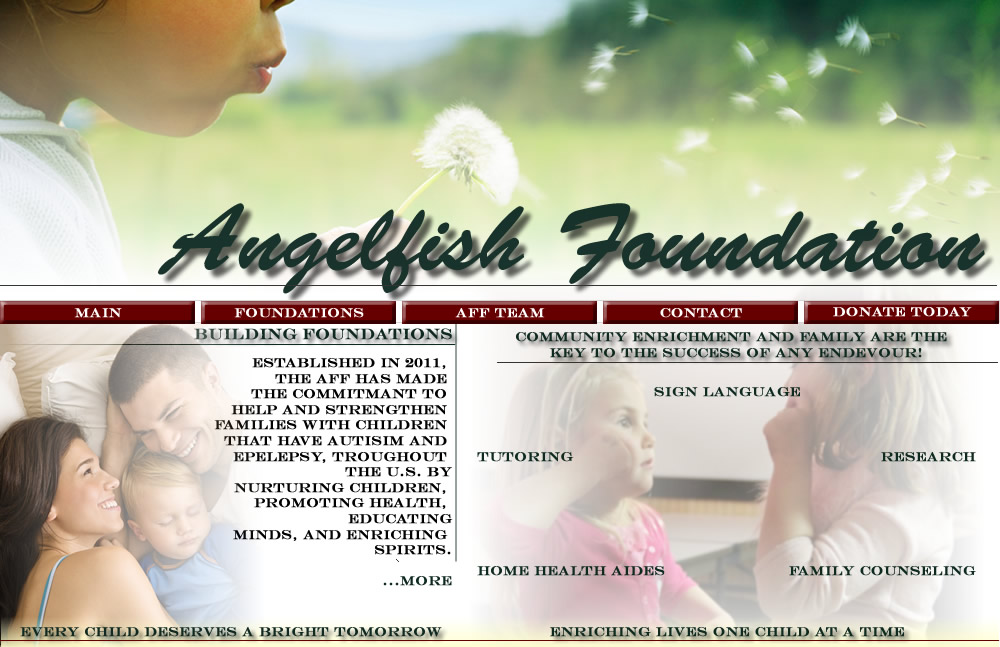 Angelfish Foundation
MAIN
FOUNDATIONS
AFF TEAM
CONTACT
DONATE TODAY
BUILDING FOUNDATIONS
ESTABLISHED IN 2011,
THE AFF HAS MADE
THE COMMITMANT TO
HELP AND STRENGTHEN
FAMILIES WITH CHILDREN
THAT HAVE AUTISIM AND
EPELEPSY, TROUGHOUT
THE U.S. BY
NURTURING CHILDREN,
PROMOTING HEALTH,
EDUCATING
MINDS, AND ENRICHING
SPIRITS.
...MORE
EVERY CHILD DESERVES A BRIGHT TOMORROW
COMMUNITY ENRICHMENT AND FAMILY ARE THE
KEY TO THE SUCCESS OF ANY ENDEVOUR!
SIGN LANGUAGE
TUTORING
RESEARCH
HOME HEALTH AIDES
FAMILY COUNSELING
ENRICHING LIVES ONE CHILD AT A TIME